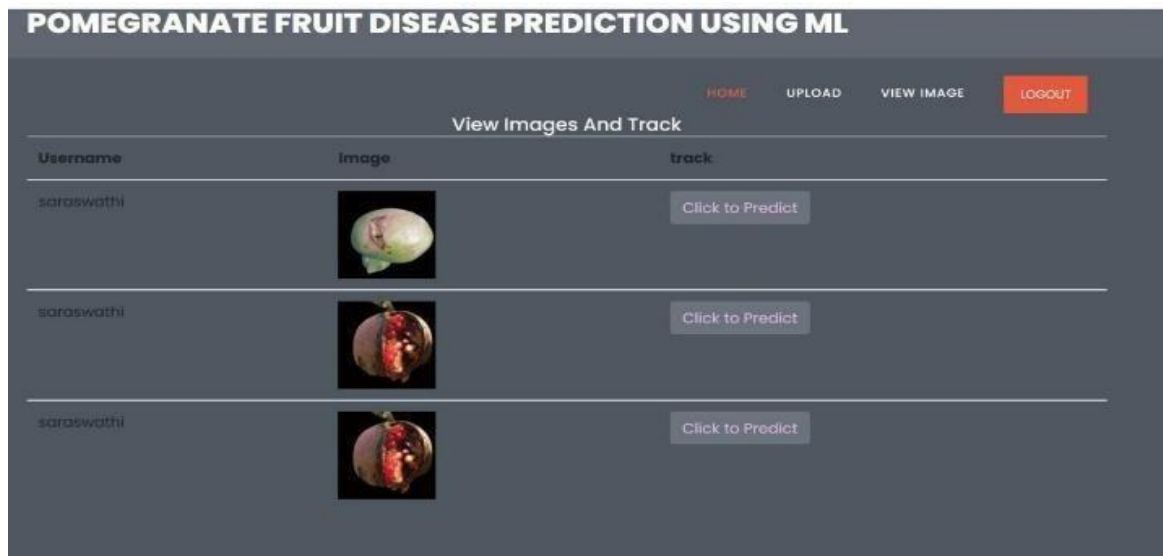 POMEGRANATE FRUIT DISEASE PREDICTION USING ML
HOME UPLOAD VIEW IMAGE LOGOUT
View Images And Track
Username Image track
saraswathi Click to Predict
saraswathi Click to Predict
saraswathi Click to Predict